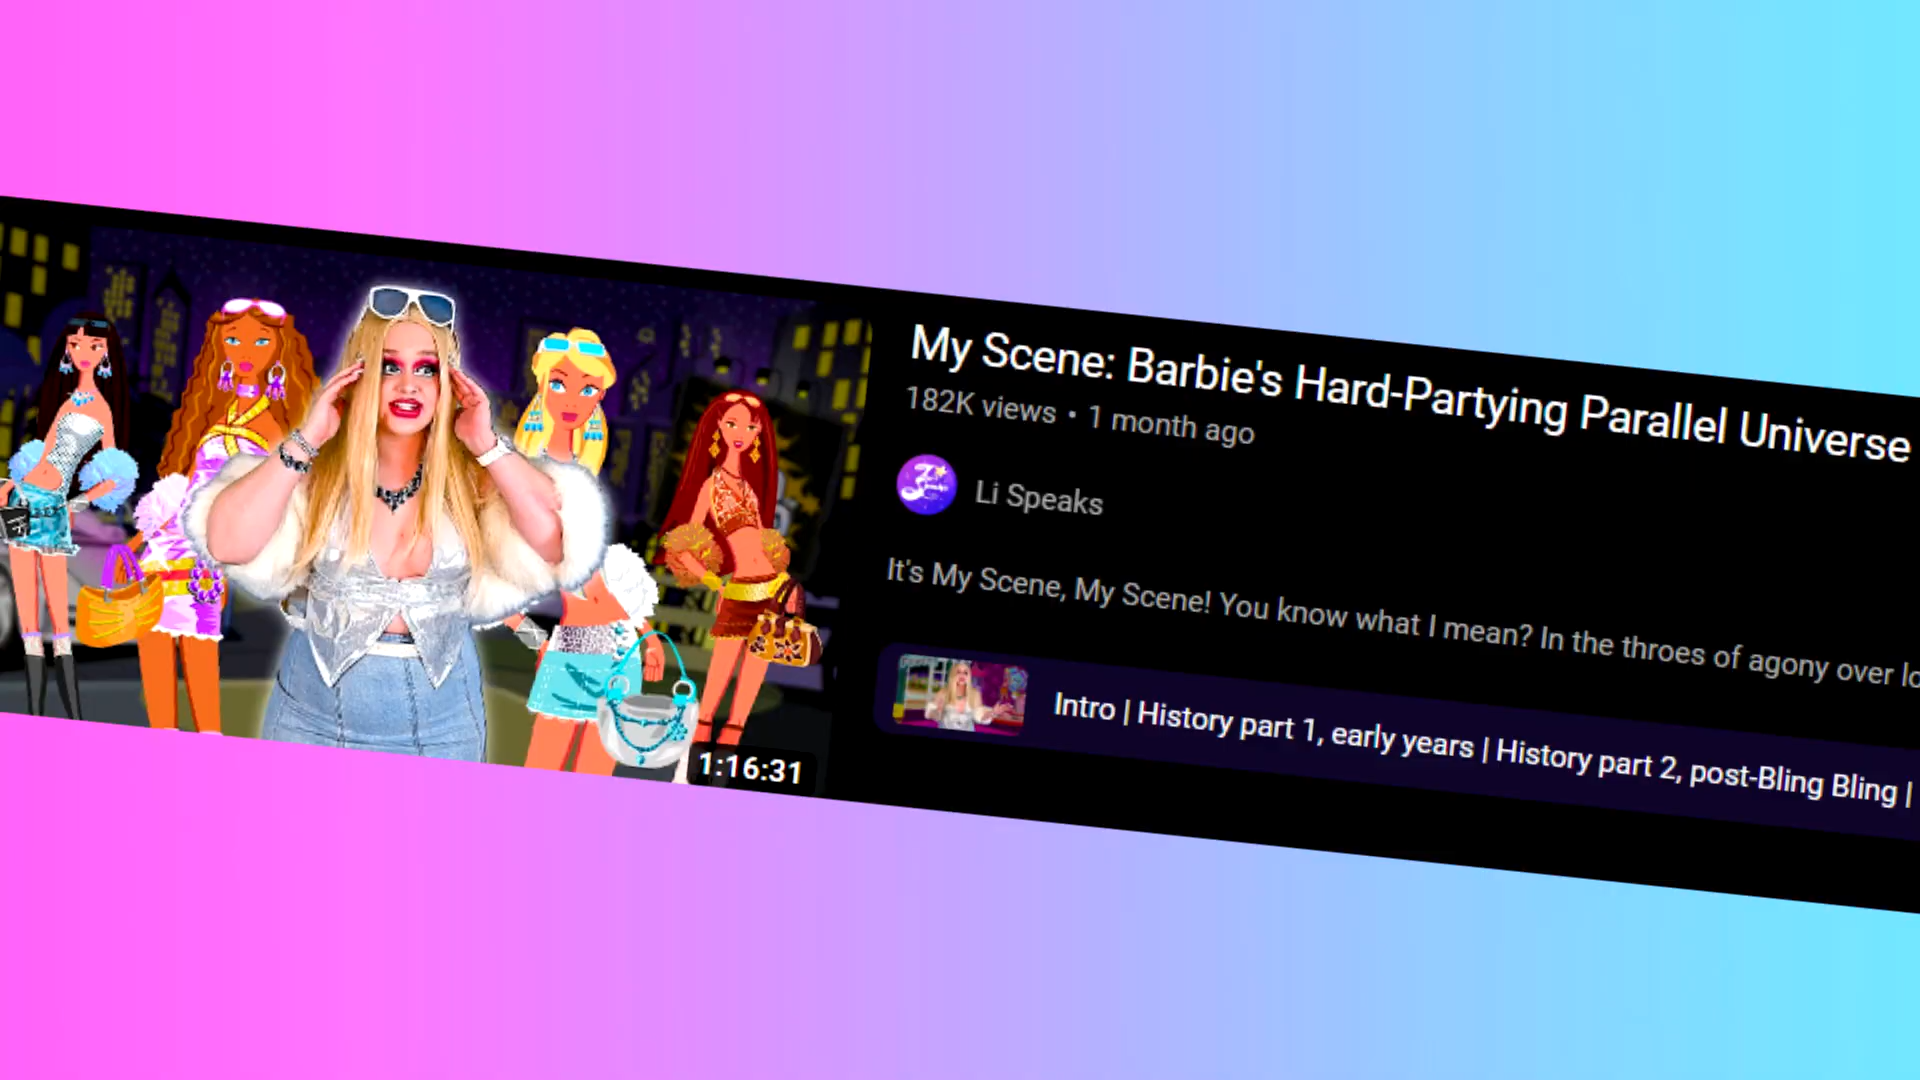 My Scene: Barbie's Hard-Partying Parallel Universe
182K views • 1 month ago
Li Speaks
It's My Scene, My Scene! You know what I mean? In the throes of agony over
Intro | History part 1, early years | History part 2, post-Bling Bling |
1:16:31